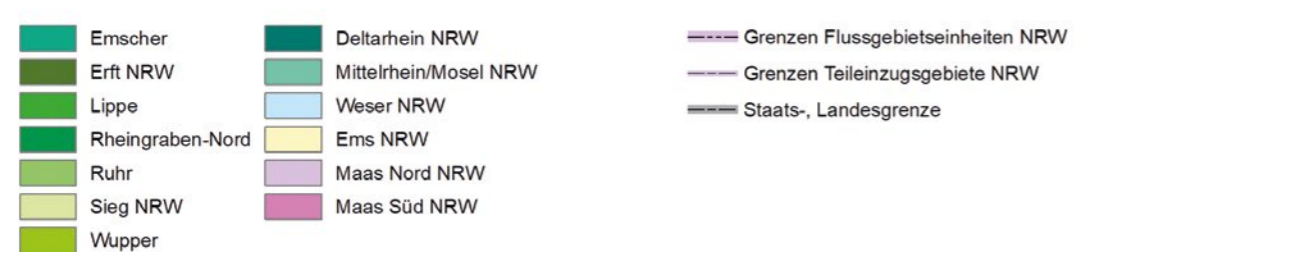 Emscher
Erft NRW
Lippe
Rheingraben-Nord
Ruhr
Sieg NRW
Wupper
Deltarhein NRW
Mittelrhein/Mosel NRW
Weser NRW
Ems NRW
Maas Nord NRW
Maas Süd NRW
Grenzen Flussgebietseinheiten NRW
Grenzen Teileinzugsgebiete NRW
Staats-, Landesgrenze